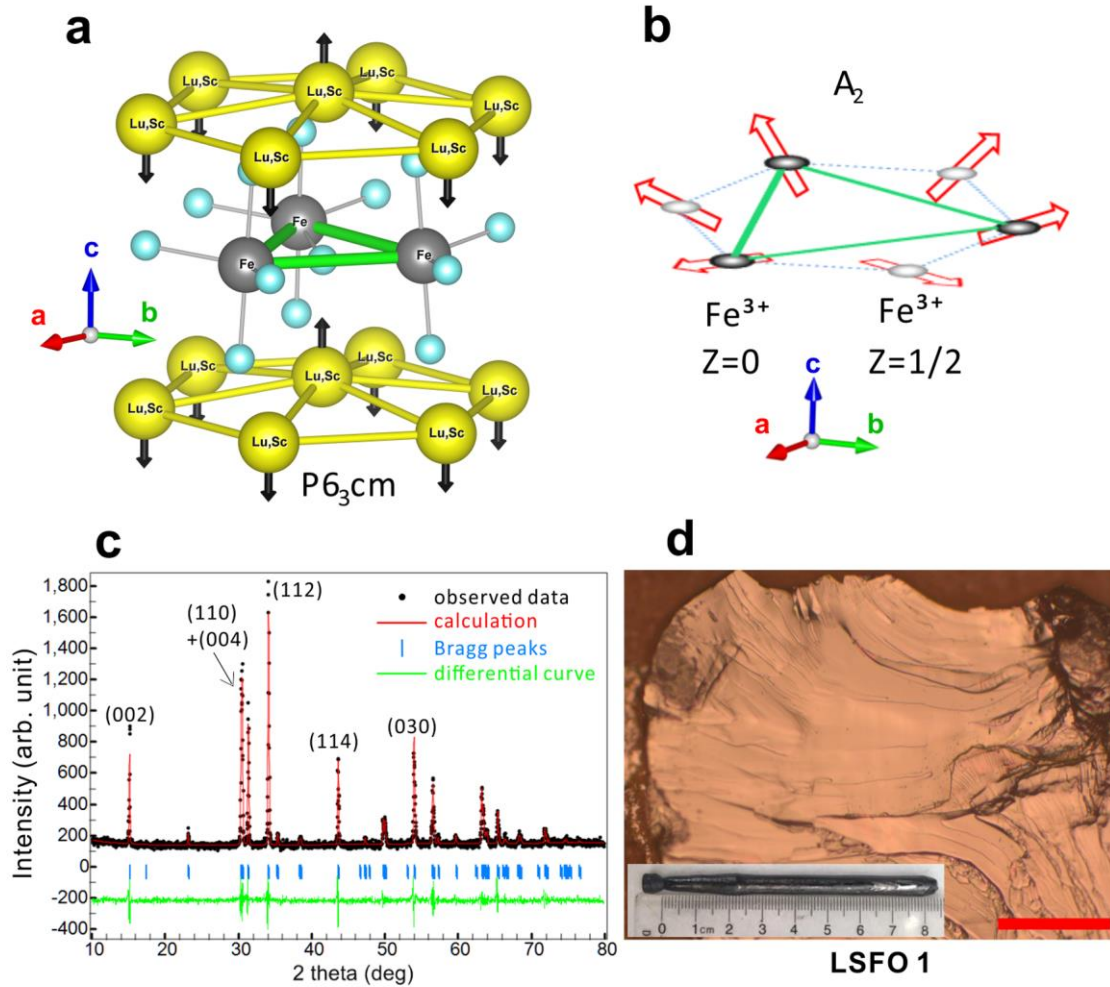 a
Lu,Sc
Lu,Sc
Lu,Sc
Lu,Sc
Lu,Sc
Lu,Sc
Lu,Sc
Fe
Fe
Fe
c
a
b
Lu,Sc
Lu,Sc
Lu,Sc
Lu,Sc
Lu,Sc
Lu,Sc
Lu,Sc
P6₃cm
b
A₂
Fe³⁺ Fe³⁺
Z=0 Z=1/2
c
a
b
c
Intensity (arb. unit)
1,800
1,600
1,400
1,200
1,000
800
600
400
200
0
-200
-400
(002)
(110)
+(004)
(112)
(114)
(030)
observed data
calculation
Bragg peaks
differential curve
10 20 30 40 50 60 70 80
2 theta (deg)
d
0 1cm 2 3 4 5 6 7 8
LSFO 1